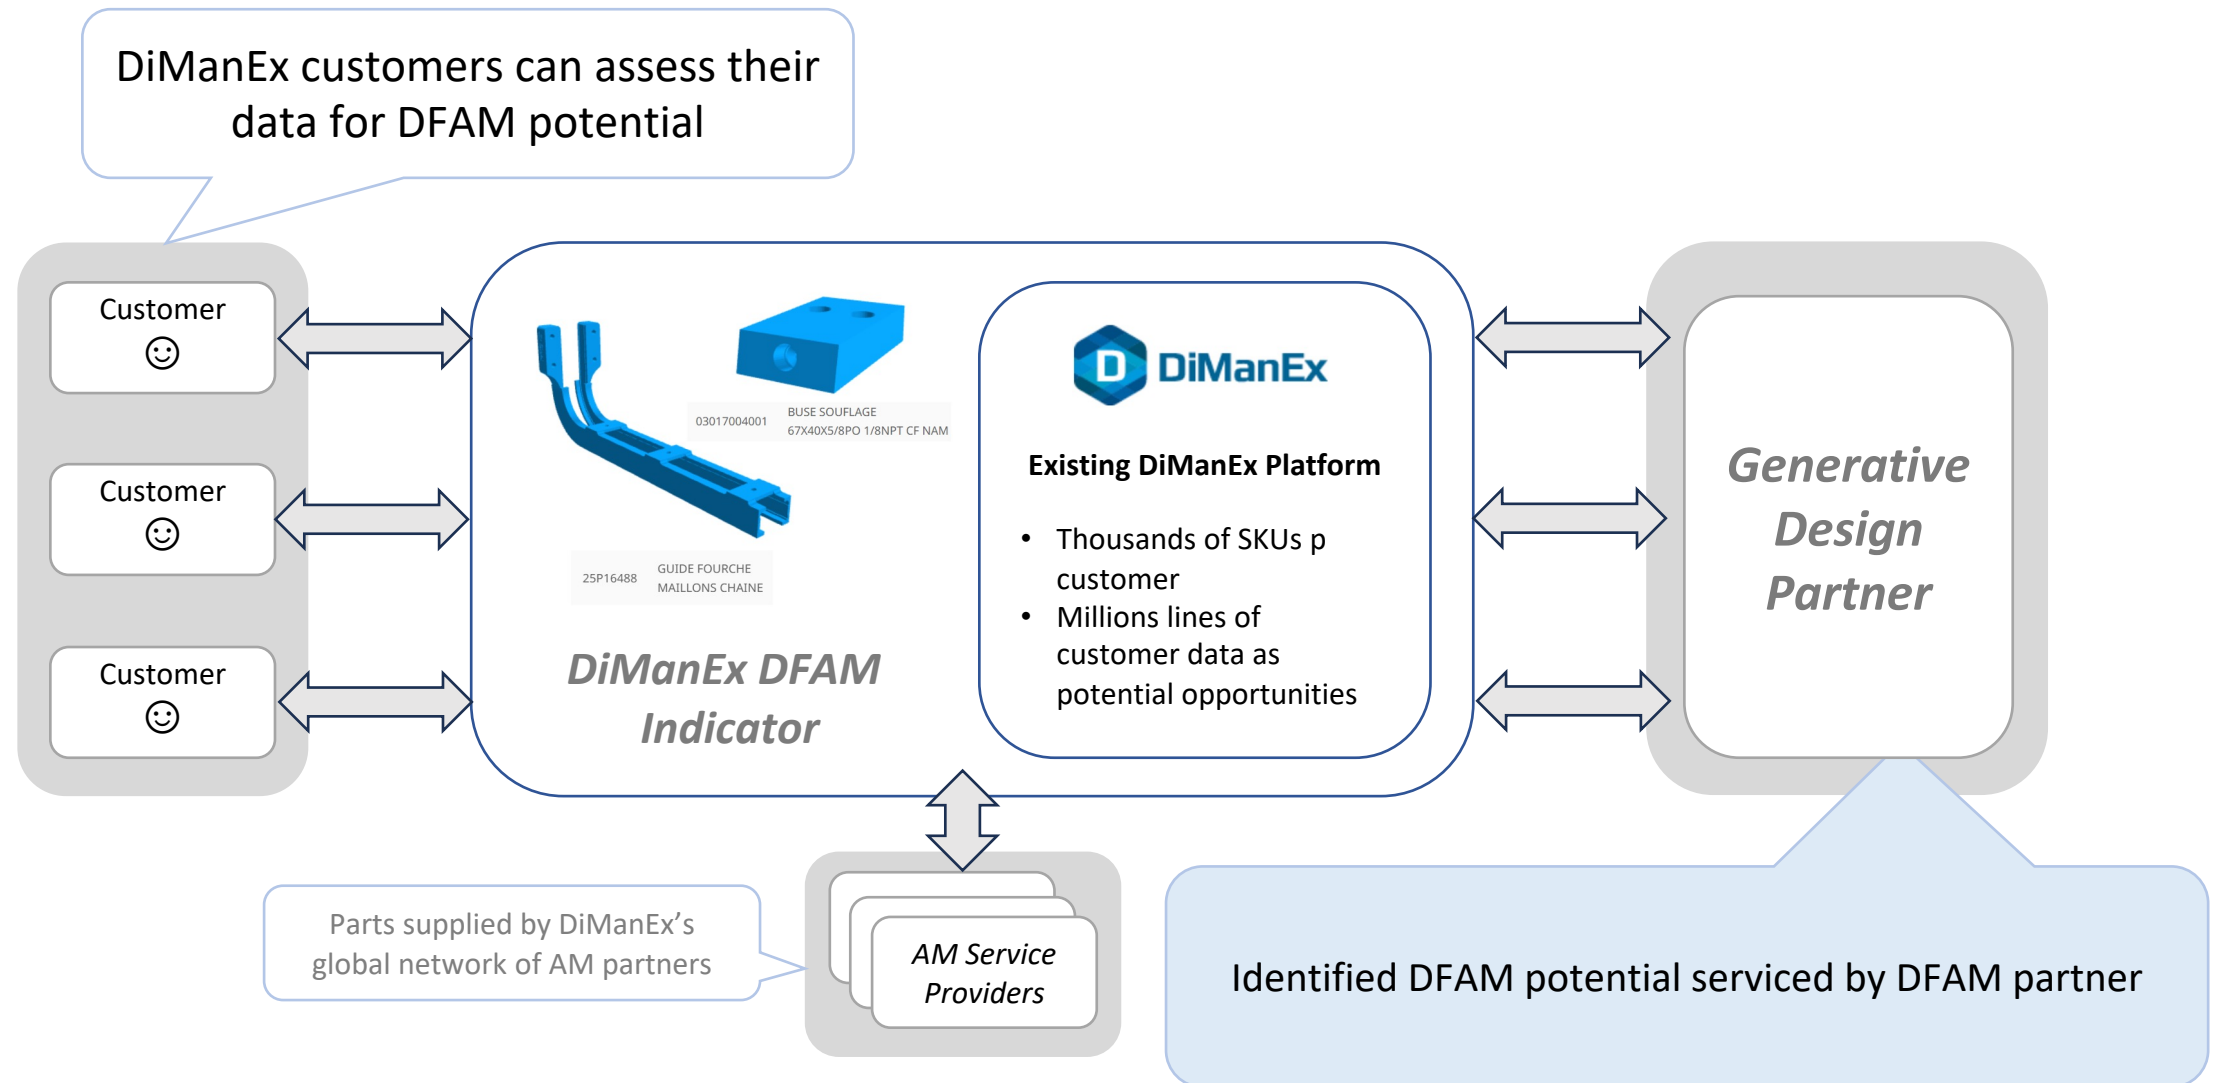 DiManEx customers can assess their
data for DFAM potential
Customer
Customer
Customer
BUSE SOUFLAGE
03017004001
67X40X5/8PO 1/8NPT CF NAM
GUIDE FOURCHE
25P16488
MAILLONS CHAINE
DiManEx DFAM
Indicator
D DiManEx
Existing DiManEx Platform
• Thousands of SKUs p
customer
• Millions lines of
customer data as
potential opportunities
Generative
Design
Partner
Parts supplied by DiManEx’s
global network of AM partners
AM Service
Providers
Identified DFAM potential serviced by DFAM partner